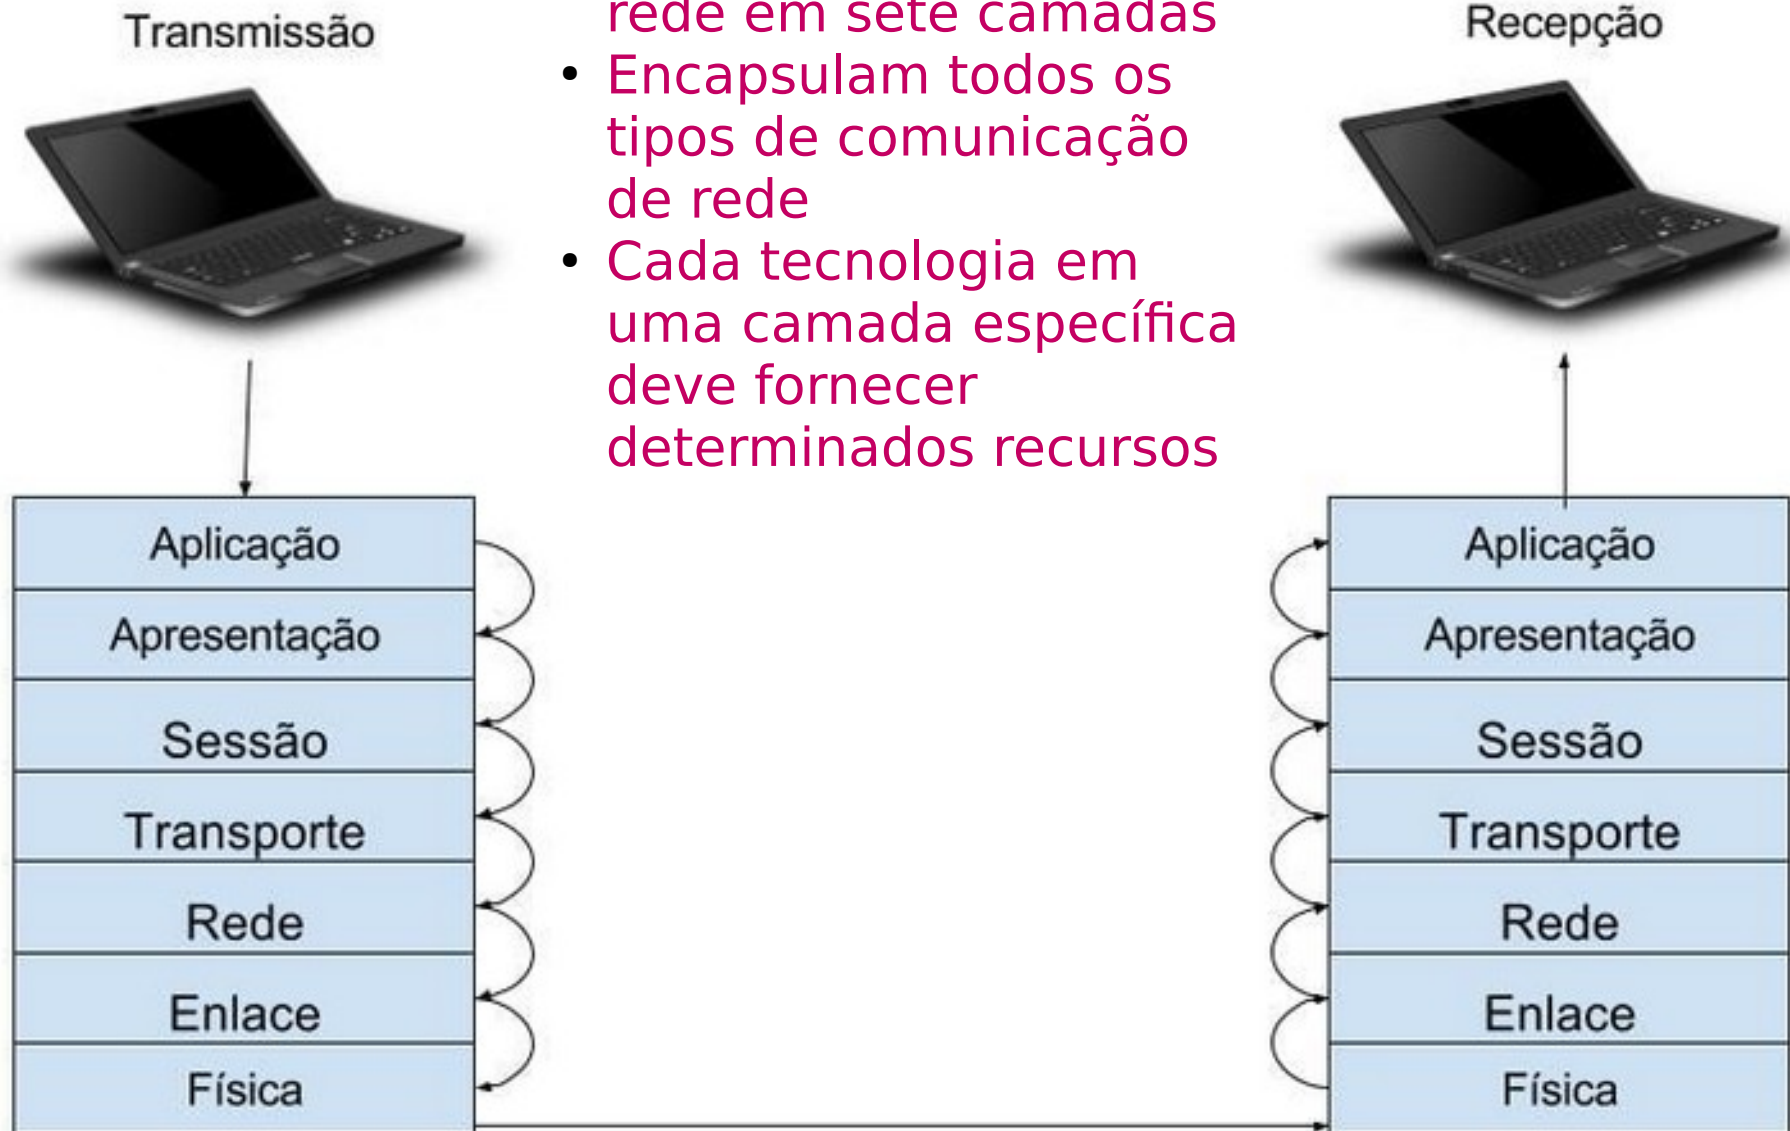 Transmissão
rede em sete camadas
• Encapsulam todos os
tipos de comunicação
de rede
• Cada tecnologia em
uma camada específica
deve fornecer
determinados recursos
Recepção
Aplicação
Apresentação
Sessão
Transporte
Rede
Enlace
Física
Aplicação
Apresentação
Sessão
Transporte
Rede
Enlace
Física